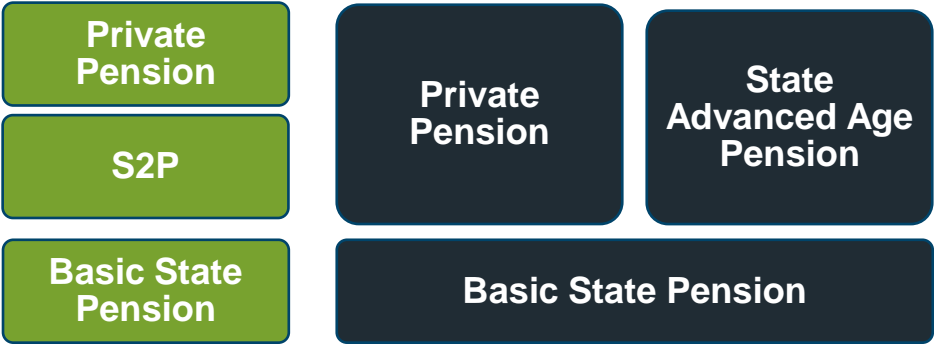 Private
Pension
S2P
Basic State
Pension
Private
Pension
State
Advanced Age
Pension
Basic State Pension